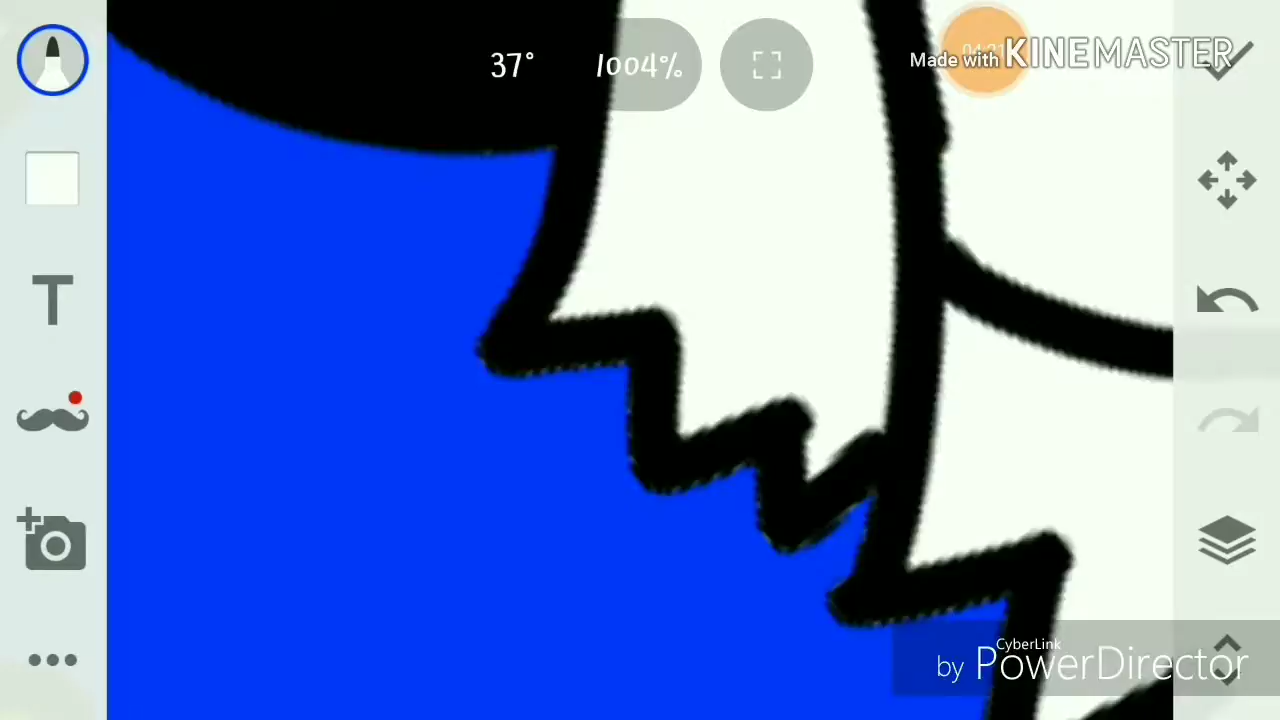 37° 1004%
Made with KINEMASTER
T
CyberLink
by PowerDirector